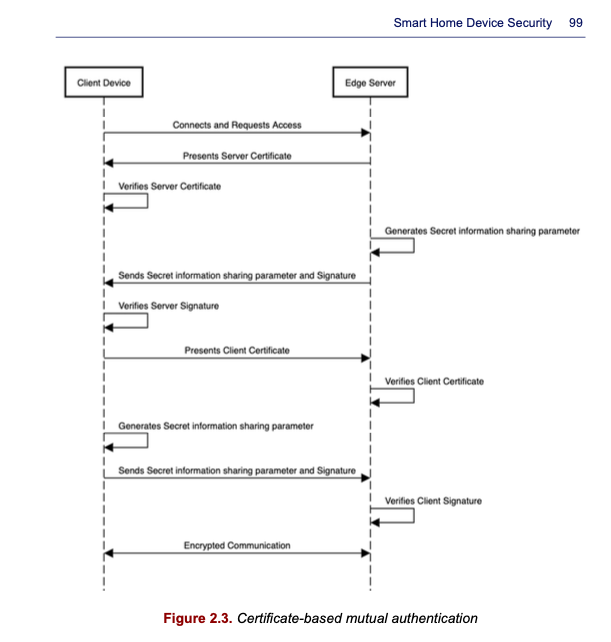 Smart Home Device Security 99
Client Device
Edge Server
Connects and Requests Access
Presents Server Certificate
Verifies Server Certificate
Generates Secret information sharing parameter
Sends Secret information sharing parameter and Signature
Verifies Server Signature
Presents Client Certificate
Verifies Client Certificate
Generates Secret information sharing parameter
Sends Secret information sharing parameter and Signature
Verifies Client Signature
Encrypted Communication
Figure 2.3. Certificate-based mutual authentication